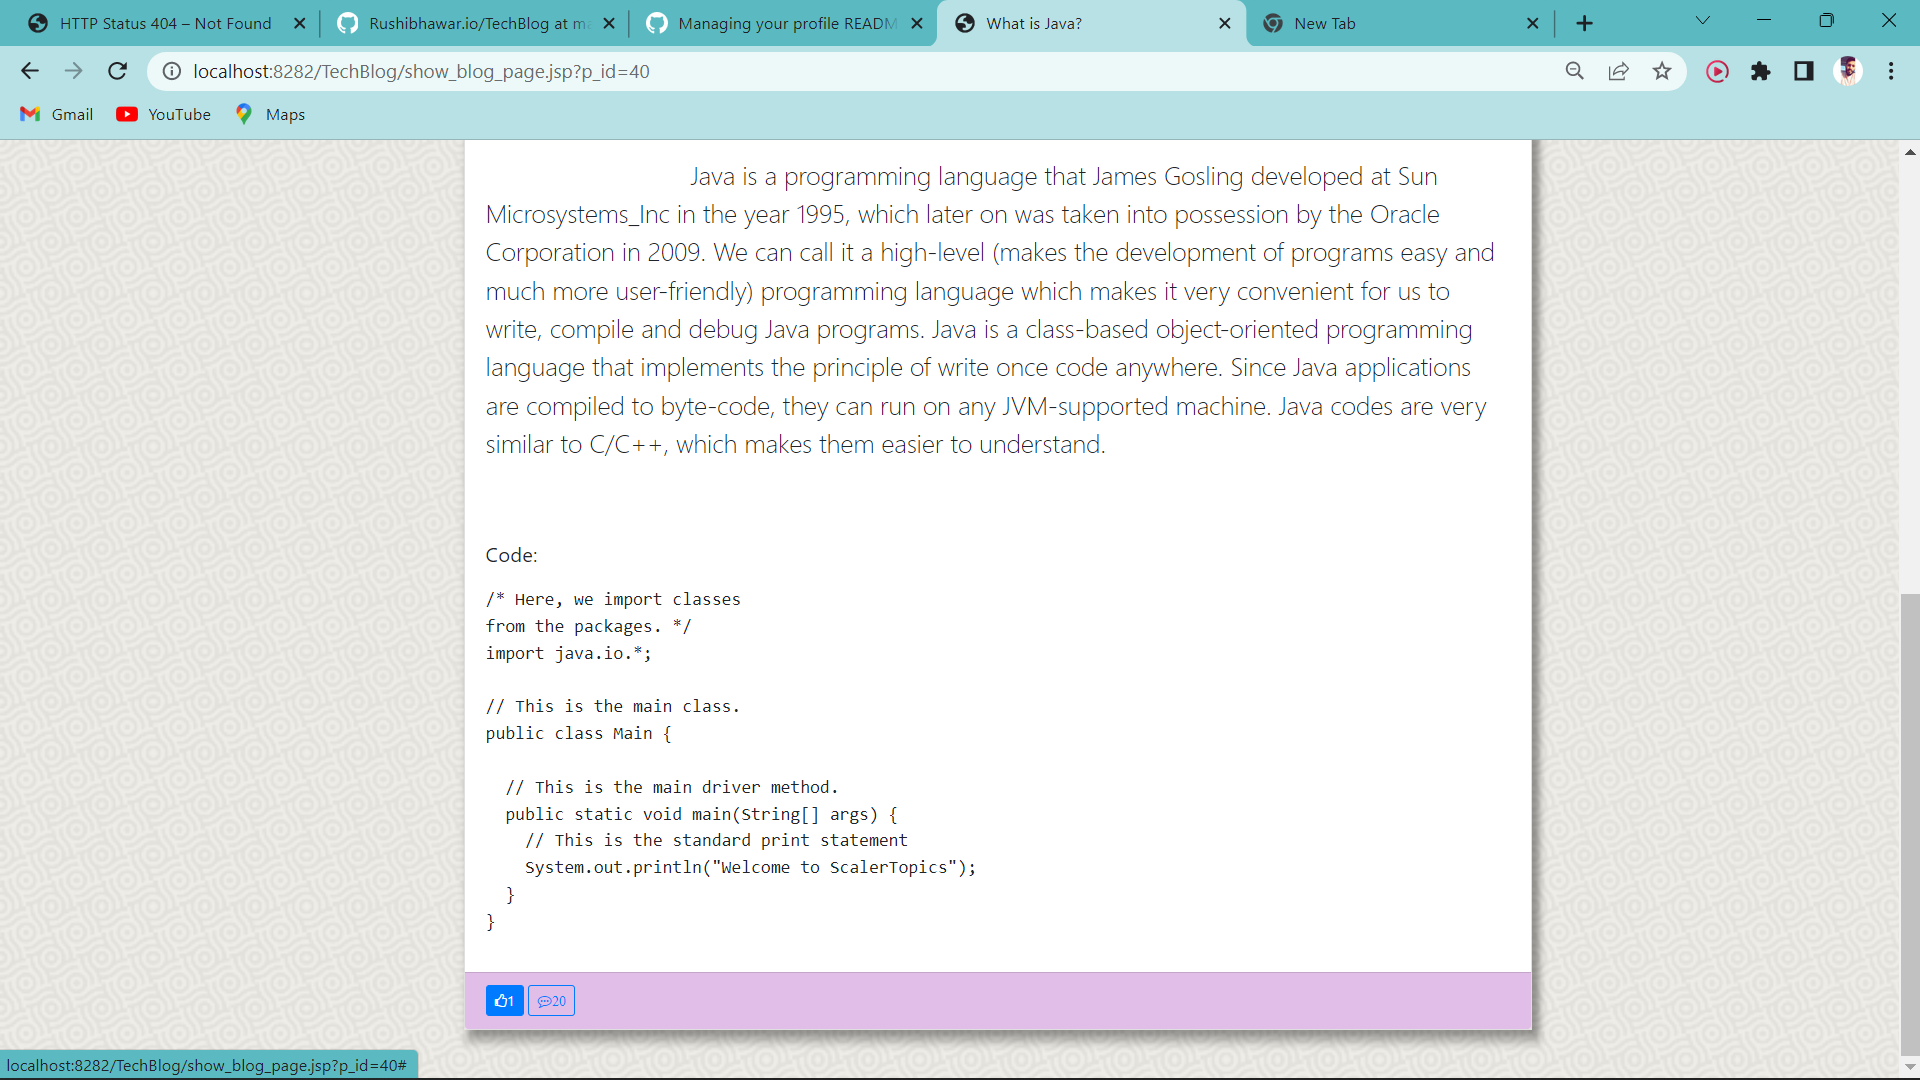 HTTP Status 404 – Not Found
Rushibhawar.io/TechBlog at ma
Managing your profile README
What is Java?
New Tab
localhost:8282/TechBlog/show_blog_page.jsp?p_id=40
Gmail
YouTube
Maps
Java is a programming language that James Gosling developed at Sun
Microsystems_Inc in the year 1995, which later on was taken into possession by the Oracle
Corporation in 2009. We can call it a high-level (makes the development of programs easy and
much more user-friendly) programming language which makes it very convenient for us to
write, compile and debug Java programs. Java is a class-based object-oriented programming
language that implements the principle of write once code anywhere. Since Java applications
are compiled to byte-code, they can run on any JVM-supported machine. Java codes are very
similar to C/C++, which makes them easier to understand.
Code:
/* Here, we import classes
from the packages. */
import java.io.*;
// This is the main class.
public class Main {
// This is the main driver method.
public static void main(String[] args) {
// This is the standard print statement
System.out.println("Welcome to ScalerTopics");
}
}
1
20
localhost:8282/TechBlog/show_blog_page.jsp?p_id=40#